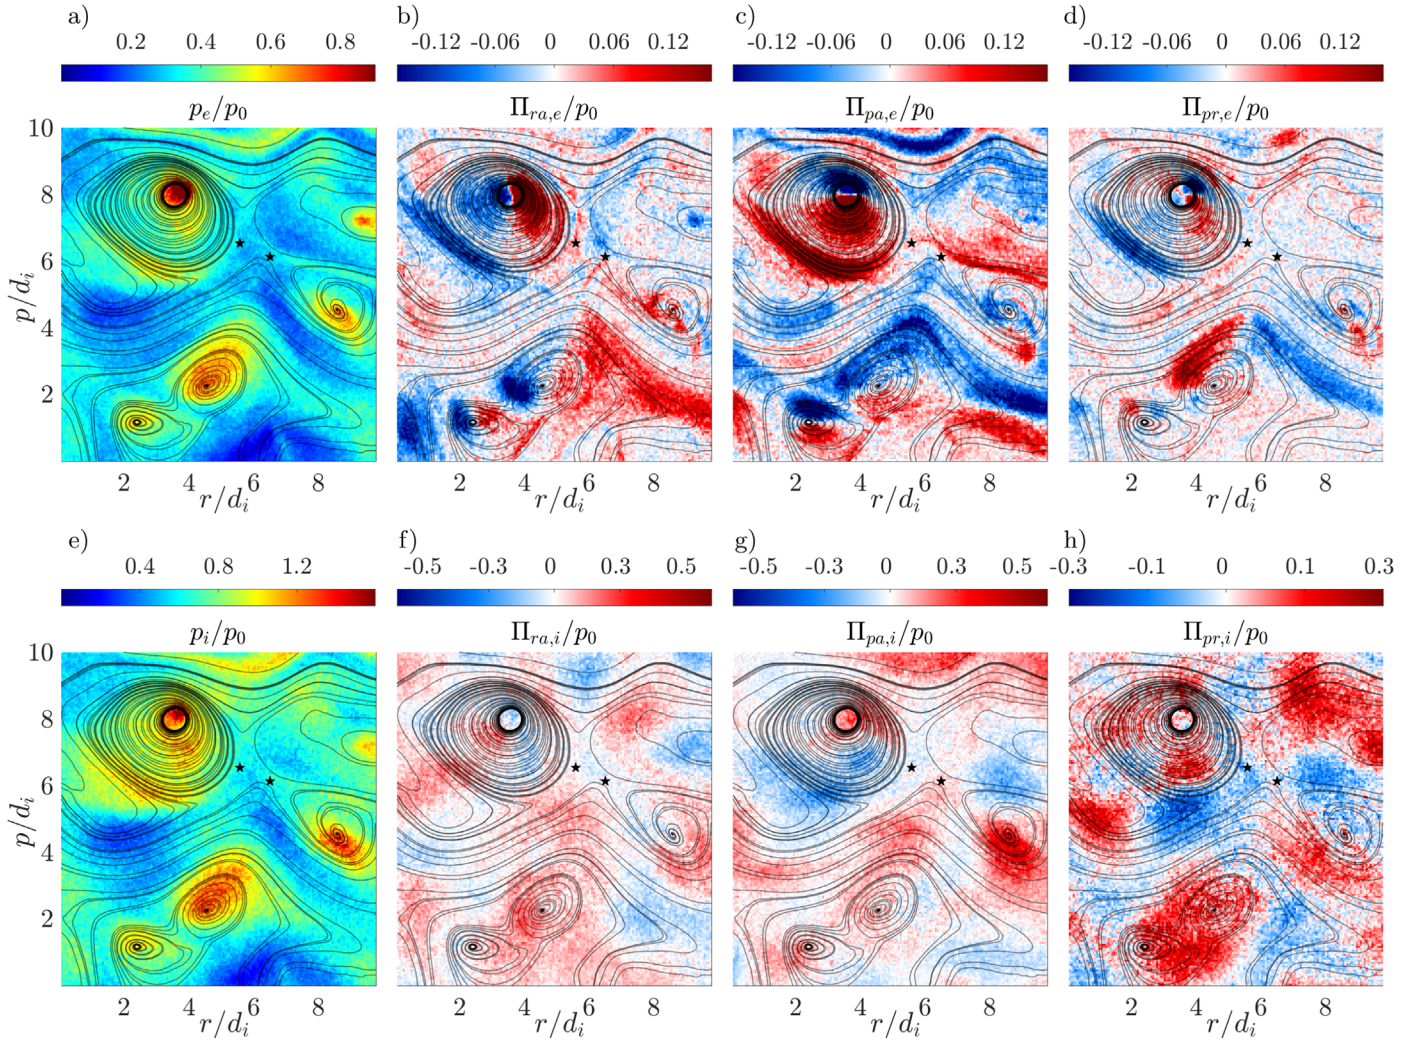 a) b) c) d)
0.2 0.4 0.6 0.8 -0.12 -0.06 0 0.06 0.12 -0.12 -0.06 0 0.06 0.12 -0.12 -0.06 0 0.06 0.12
p_e/p_0 Π_{ra,e}/p_0 Π_{pa,e}/p_0 Π_{pr,e}/p_0
10
8
6
4
2
p/d_i
2 4 6 8 2 4 6 8 2 4 6 8 2 4 6 8
r/d_i r/d_i r/d_i r/d_i
e) f) g) h)
0.4 0.8 1.2 -0.5 -0.3 0 0.3 0.5 -0.5 -0.3 0 0.3 0.5 -0.3 -0.1 0 0.1 0.3
p_i/p_0 Π_{ra,i}/p_0 Π_{pa,i}/p_0 Π_{pr,i}/p_0
10
8
6
4
2
p/d_i
2 4 6 8 2 4 6 8 2 4 6 8 2 4 6 8
r/d_i r/d_i r/d_i r/d_i